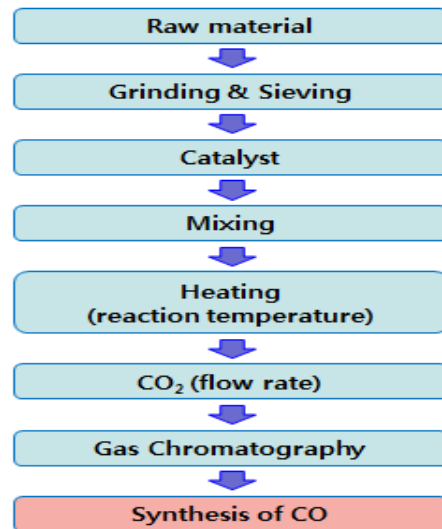 Raw material
Grinding & Sieving
Catalyst
Mixing
Heating
(reaction temperature)
CO₂ (flow rate)
Gas Chromatography
Synthesis of CO